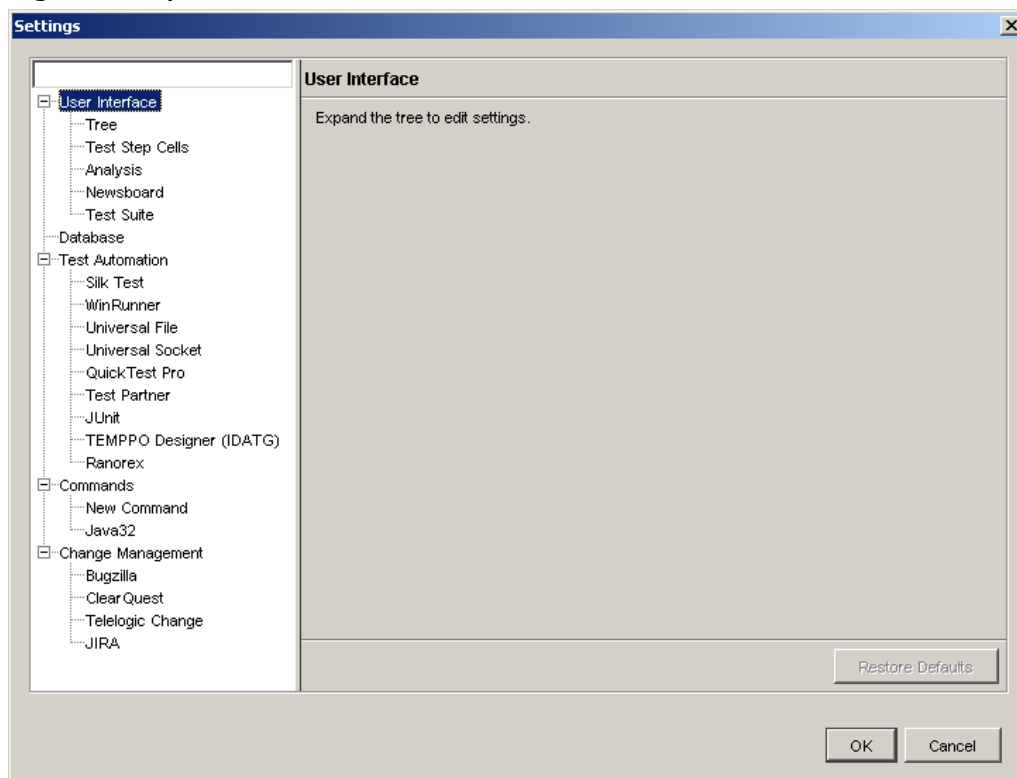 Settings
User Interface
User Interface
Expand the tree to edit settings.
Tree
Test Step Cells
Analysis
Newsboard
Test Suite
Database
Test Automation
Silk Test
WinRunner
Universal File
Universal Socket
QuickTest Pro
Test Partner
JUnit
TEMPPO Designer (IDATG)
Ranorex
Commands
New Command
Java32
Change Management
Bugzilla
ClearQuest
Telelogic Change
JIRA
Restore Defaults
OK
Cancel